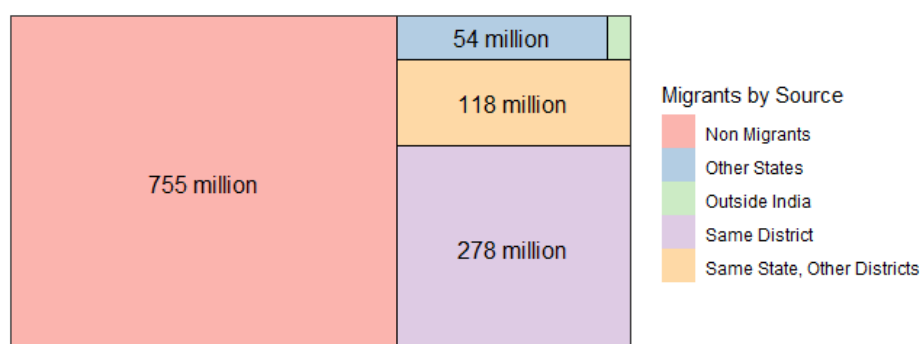 54 million
118 million
755 million
278 million
Migrants by Source
Non Migrants
Other States
Outside India
Same District
Same State, Other Districts